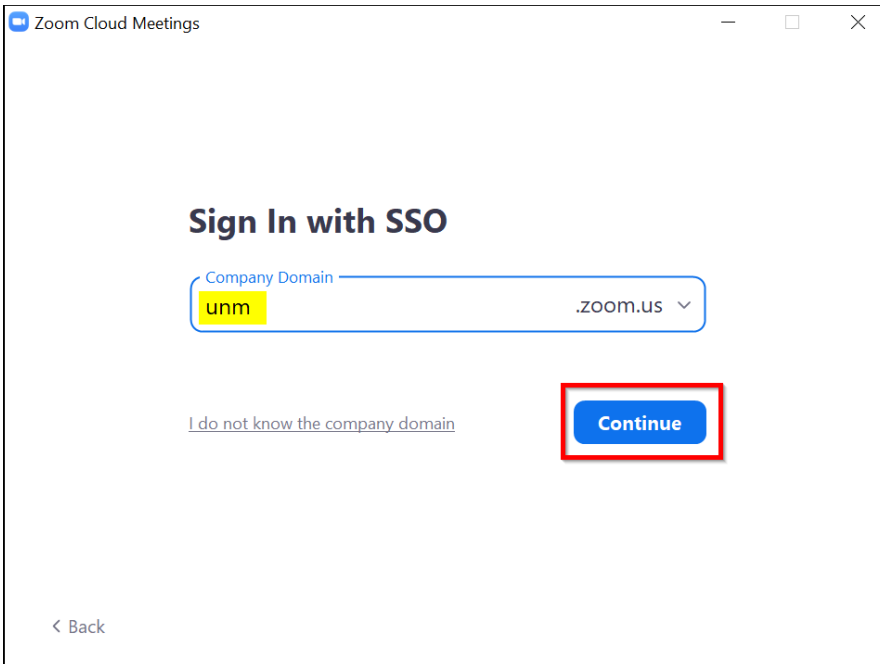 Zoom Cloud Meetings
Sign In with SSO
Company Domain
unm .zoom.us
I do not know the company domain Continue
Back